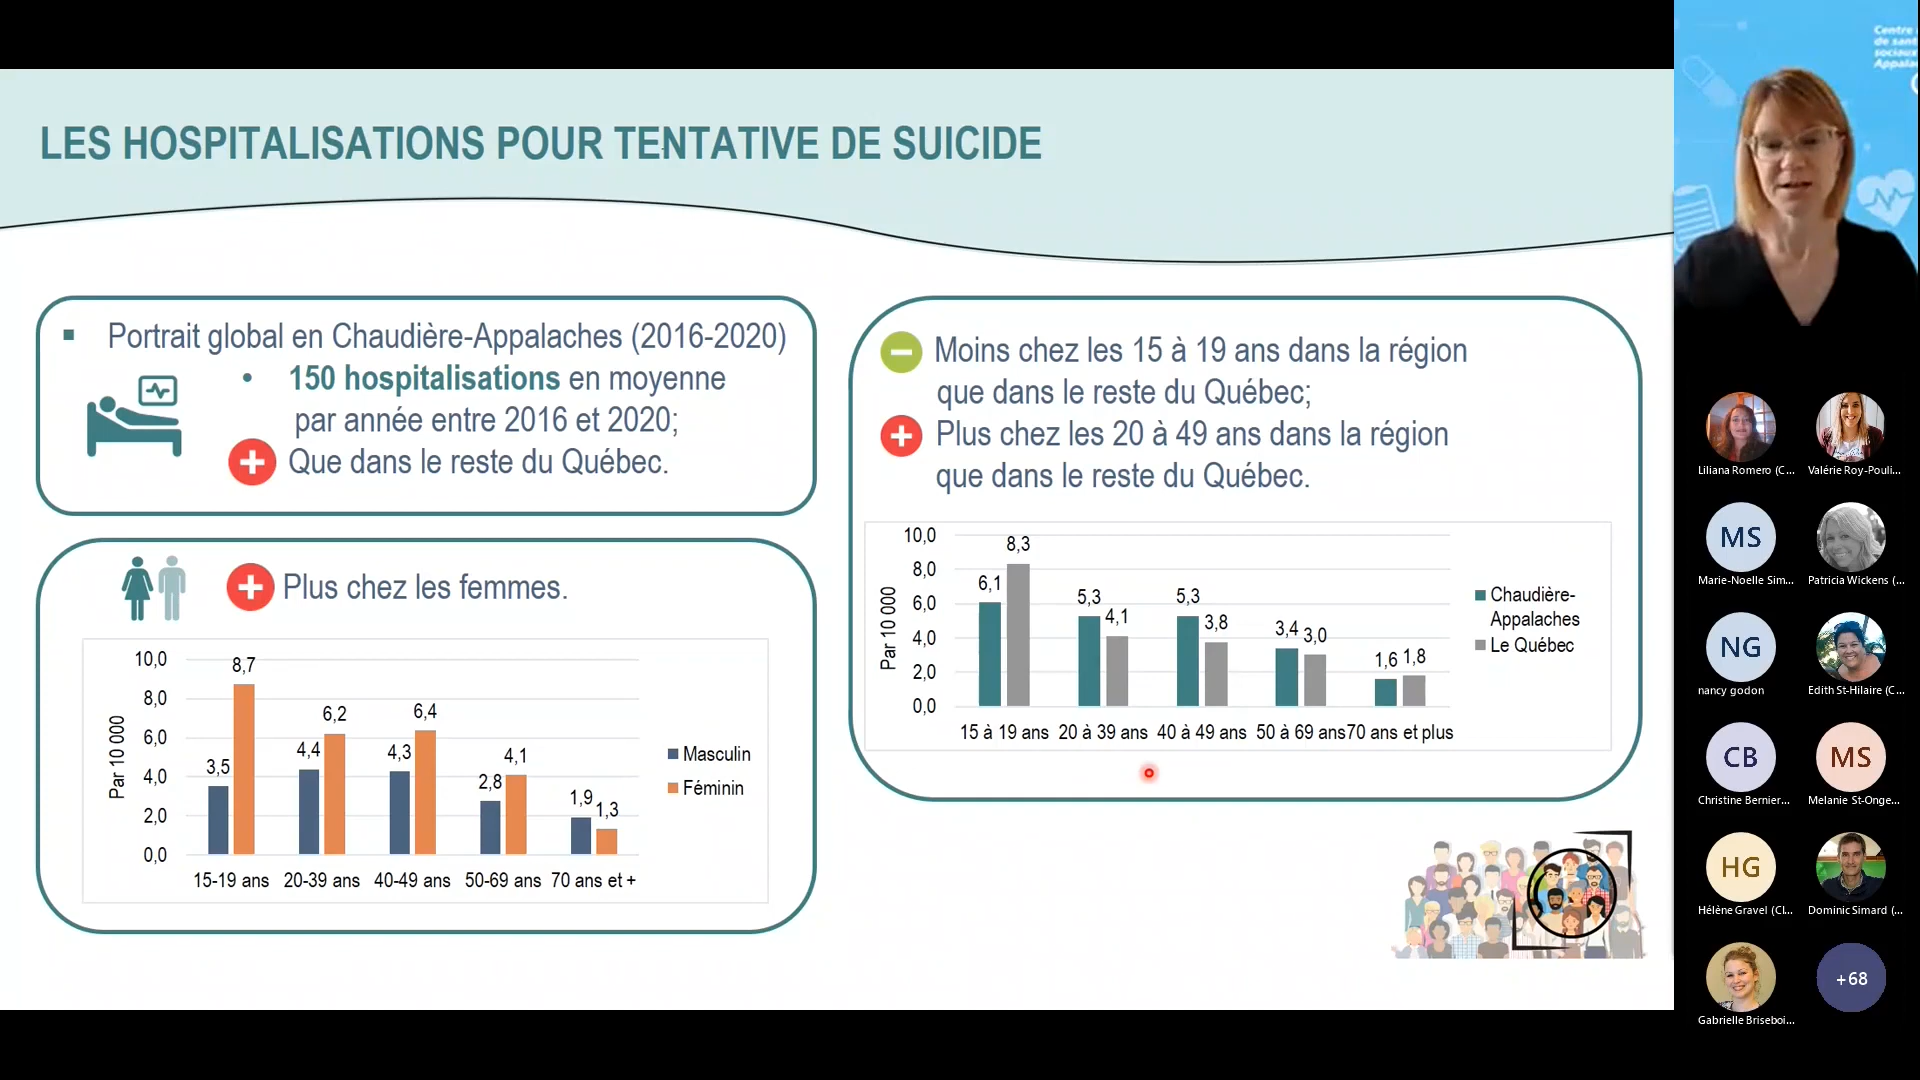 LES HOSPITALISATIONS POUR TENTATIVE DE SUICIDE
▪ Portrait global en Chaudière-Appalaches (2016-2020)
• 150 hospitalisations en moyenne
par année entre 2016 et 2020;
Que dans le reste du Québec.
Plus chez les femmes.
Par 10 000
10,0
8,0
6,0
4,0
2,0
0,0
3,5 8,7
4,4 6,2
4,3 6,4
2,8 4,1
1,9 1,3
15-19 ans 20-39 ans 40-49 ans 50-69 ans 70 ans et +
Masculin
Féminin
Moins chez les 15 à 19 ans dans la région
que dans le reste du Québec;
Plus chez les 20 à 49 ans dans la région
que dans le reste du Québec.
Par 10 000
10,0
8,0
6,0
4,0
2,0
0,0
6,1 8,3
5,3 4,1
5,3 3,8
3,4 3,0
1,6 1,8
15 à 19 ans 20 à 39 ans 40 à 49 ans 50 à 69 ans 70 ans et plus
Chaudière-
Appalaches
Le Québec
Centre
de sant
sociaux
Appala
Liliana Romero (C...
Valérie Roy-Pouli...
MS
Marie-Noelle Sim...
Patricia Wickens (...
NG
nancy godon
Edith St-Hilaire (C...
CB
Christine Bernier...
MS
Melanie St-Onge...
HG
Hélène Gravel (CI...
Dominic Simard (...
Gabrielle Briseboi...
+68